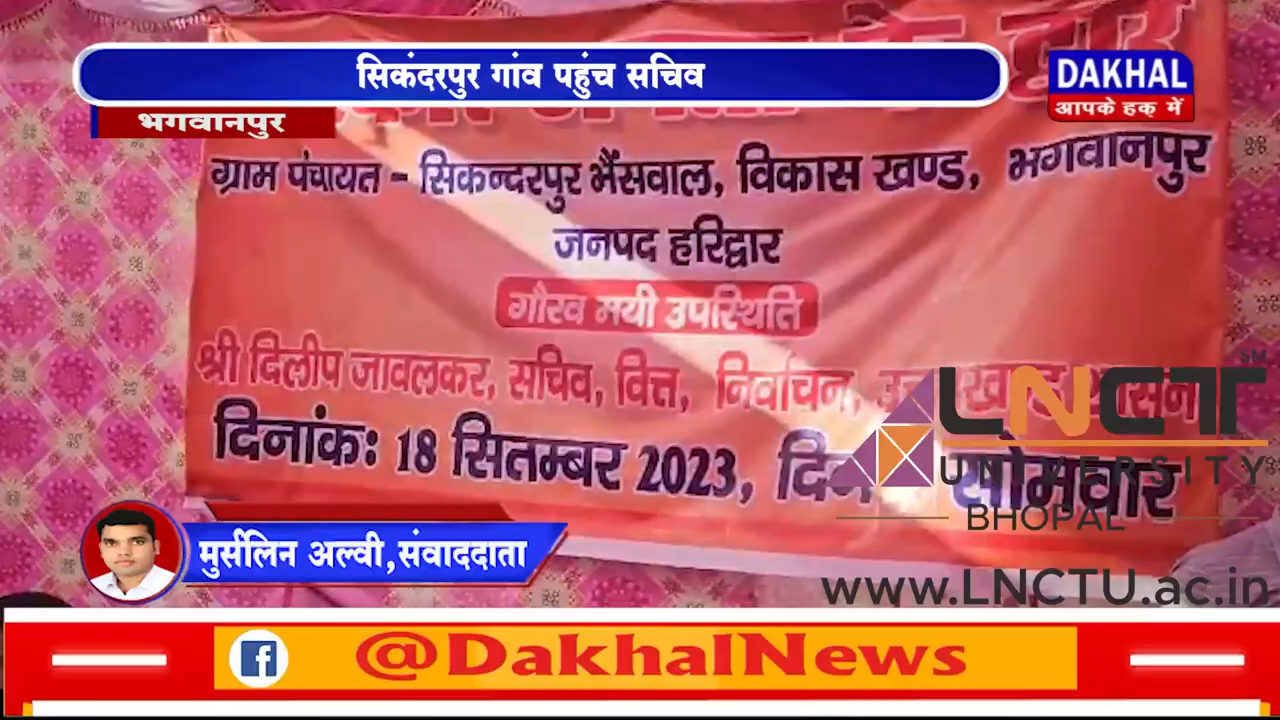 सिकंदरपुर गांव पहुंच सचिव
DAKHAL
आपके हक़ में
भगवानपुर
के द्वार
ग्राम पंचायत - सिकन्दरपुर भैंसवाल, विकास खण्ड, भगवानपुर
जनपद हरिद्वार
गौरव मयी उपस्थिति
श्री दिलीप जावलकर, सचिव, वित्त, निर्वाचन,
दिनांकः 18 सितम्बर 2023, सोमवार
LNCT SM
UNIVERSITY
BHOPAL
www.LNCTU.ac.in
मुर्सलिन अल्वी, संवाददाता
@DakhalNews